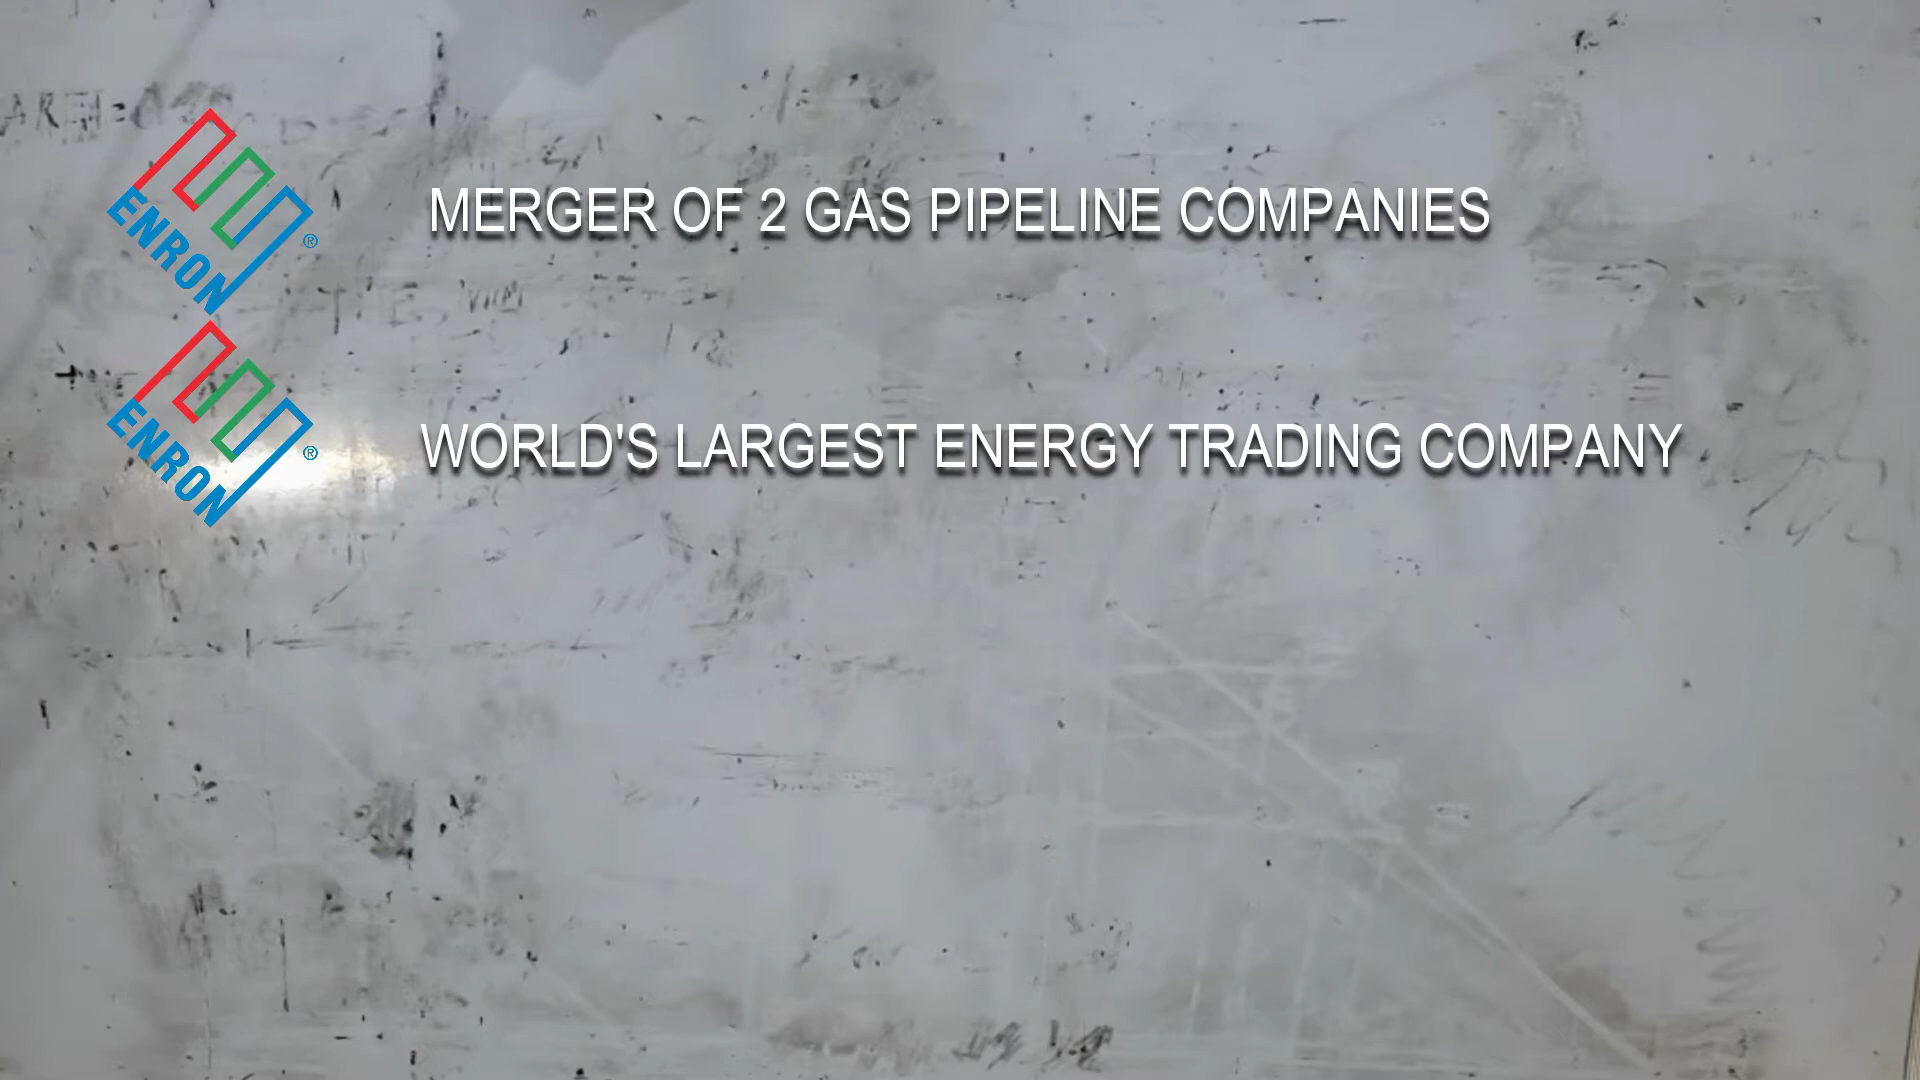 ENRON ®
MERGER OF 2 GAS PIPELINE COMPANIES
ENRON ®
WORLD'S LARGEST ENERGY TRADING COMPANY